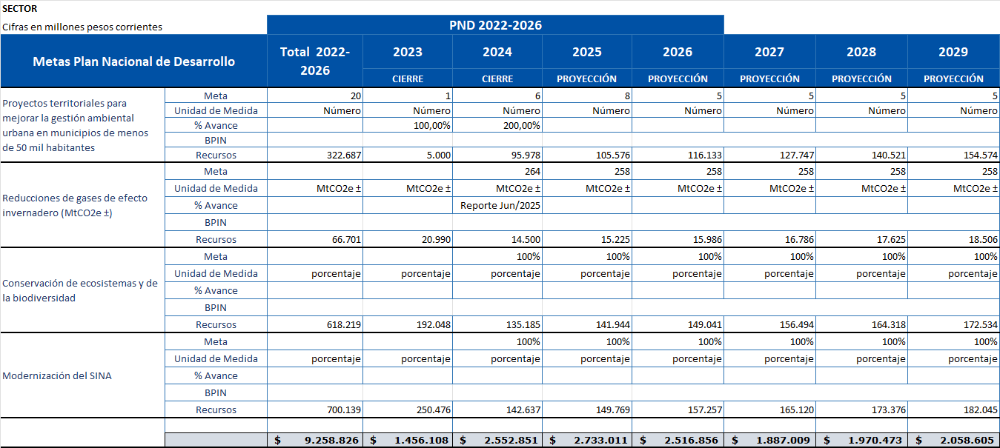 SECTOR
Cifras en millones pesos corrientes
PND 2022-2026
Metas Plan Nacional de Desarrollo Total 2022-2026 2023 2024 2025 2026 2027 2028 2029
CIERRE CIERRE PROYECCIÓN PROYECCIÓN PROYECCIÓN PROYECCIÓN PROYECCIÓN
Proyectos territoriales para
mejorar la gestión ambiental
urbana en municipios de menos
de 50 mil habitantes
Meta 20 1 6 8 5 5 5 5
Unidad de Medida Número Número Número Número Número Número Número Número
% Avance 100,00% 200,00%
BPIN
Recursos 322.687 5.000 95.978 105.576 116.133 127.747 140.521 154.574
Reducciones de gases de efecto
invernadero (MtCO2e ±)
Meta 264 258 258 258 258 258
Unidad de Medida MtCO2e ± MtCO2e ± MtCO2e ± MtCO2e ± MtCO2e ± MtCO2e ± MtCO2e ± MtCO2e ±
% Avance Reporte Jun/2025
BPIN
Recursos 66.701 20.990 14.500 15.225 15.986 16.786 17.625 18.506
Conservación de ecosistemas y de
la biodiversidad
Meta 100% 100% 100% 100% 100% 100%
Unidad de Medida porcentaje porcentaje porcentaje porcentaje porcentaje porcentaje porcentaje porcentaje
% Avance
BPIN
Recursos 618.219 192.048 135.185 141.944 149.041 156.494 164.318 172.534
Modernización del SINA
Meta 100% 100% 100% 100% 100% 100%
Unidad de Medida porcentaje porcentaje porcentaje porcentaje porcentaje porcentaje porcentaje porcentaje
% Avance
BPIN
Recursos 700.139 250.476 142.637 149.769 157.257 165.120 173.376 182.045
$ 9.258.826 $ 1.456.108 $ 2.552.851 $ 2.733.011 $ 2.516.856 $ 1.887.009 $ 1.970.473 $ 2.058.605